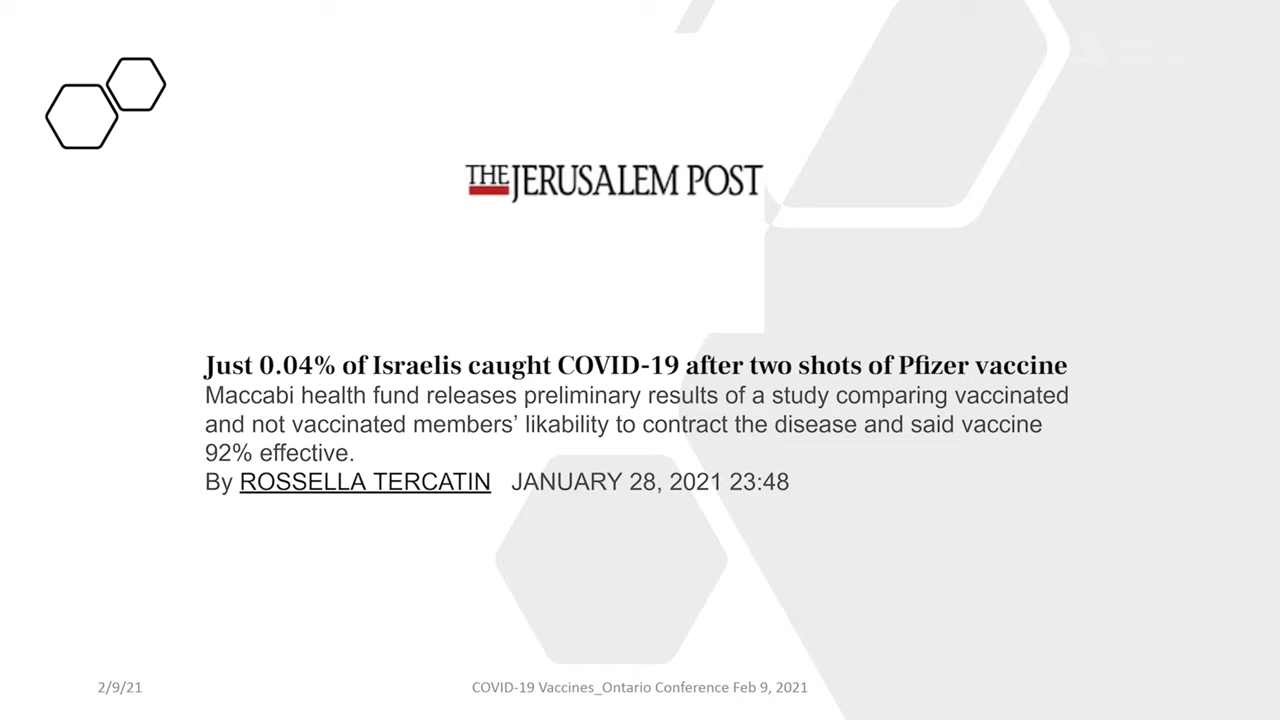 THE JERUSALEM POST
Just 0.04% of Israelis caught COVID-19 after two shots of Pfizer vaccine
Maccabi health fund releases preliminary results of a study comparing vaccinated
and not vaccinated members’ likability to contract the disease and said vaccine
92% effective.
By ROSSELLA TERCATIN JANUARY 28, 2021 23:48
2/9/21
COVID-19 Vaccines_Ontario Conference Feb 9, 2021